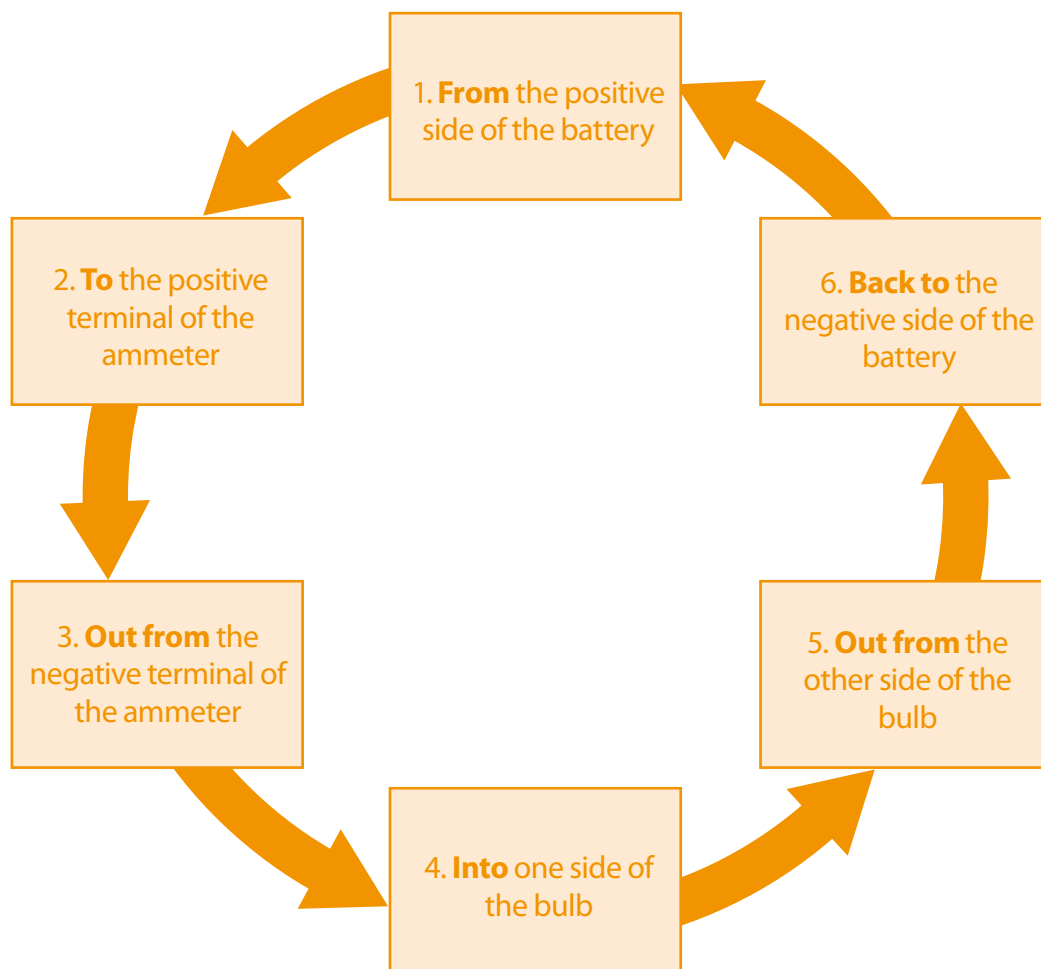 1. From the positive
side of the battery
2. To the positive
terminal of the
ammeter
3. Out from the
negative terminal of
the ammeter
4. Into one side of
the bulb
5. Out from the
other side of the
bulb
6. Back to the
negative side of the
battery